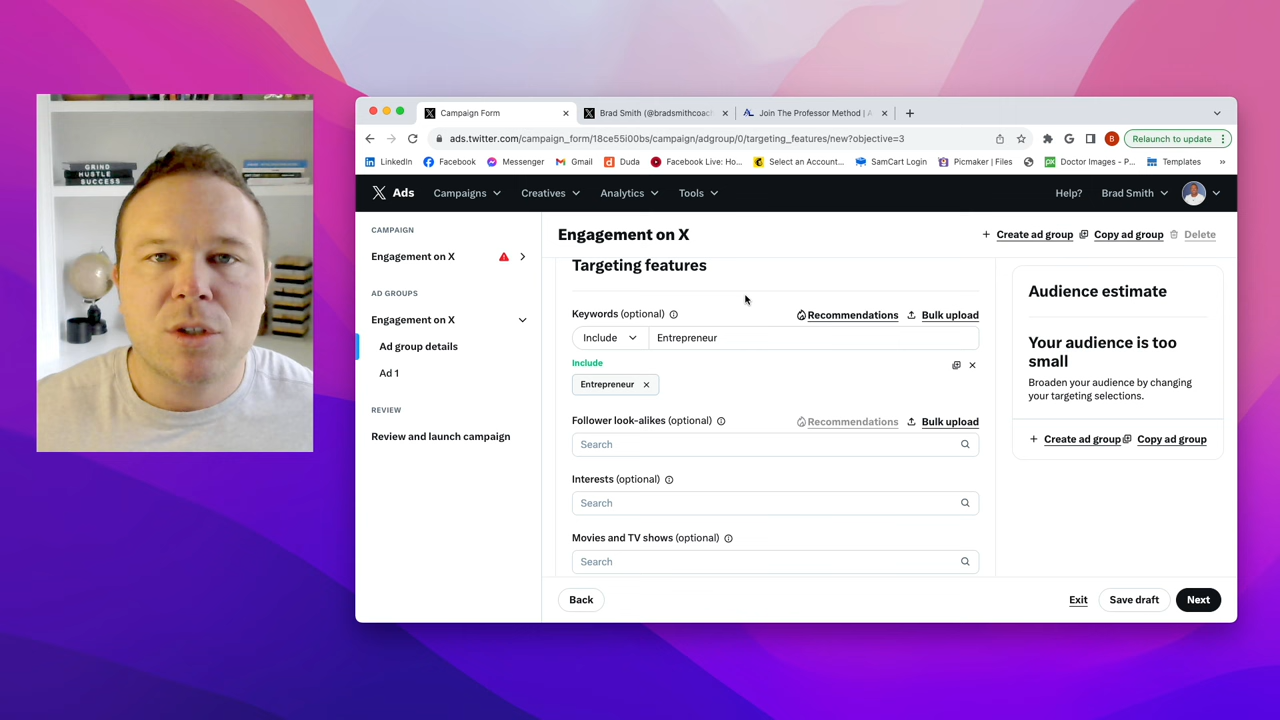 GRIND
HUSTLE
SUCCESS
Campaign Form
Brad Smith (@bradsmithcoac
Join The Professor Method | A
ads.twitter.com/campaign_form/18ce55i00bs/campaign/adgroup/0/targeting_features/new?objective=3
B
Relaunch to update
LinkedIn
Facebook
Messenger
Gmail
Duda
Facebook Live: Ho...
Selectan Account...
SamCart Login
Picmaker | Files
Doctor Images - P...
Templates
»
X Ads
Campaigns
Creatives
Analytics
Tools
Help?
Brad Smith
CAMPAIGN
Engagement on X
AD GROUPS
Engagement on X
Ad group details
Ad 1
REVIEW
Review and launch campaign
Engagement on X
+ Create ad group
Copy ad group
Delete
Targeting features
Keywords (optional)
Recommendations
Bulk upload
Include
Entrepreneur
Include
Entrepreneur
Follower look-alikes (optional)
Recommendations
Bulk upload
Search
Interests (optional)
Search
Movies and TV shows (optional)
Search
Audience estimate
Your audience is too
small
Broaden your audience by changing
your targeting selections.
+ Create ad group
Copy ad group
Back
Exit
Save draft
Next